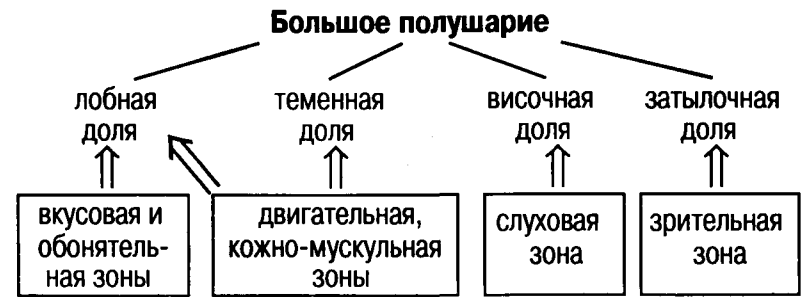 Большое полушарие
лобная
доля
теменная
доля
височная
доля
затылочная
доля
вкусовая и
обонятель-
ная зоны
двигательная,
кожно-мускульная
зоны
слуховая
зона
зрительная
зона